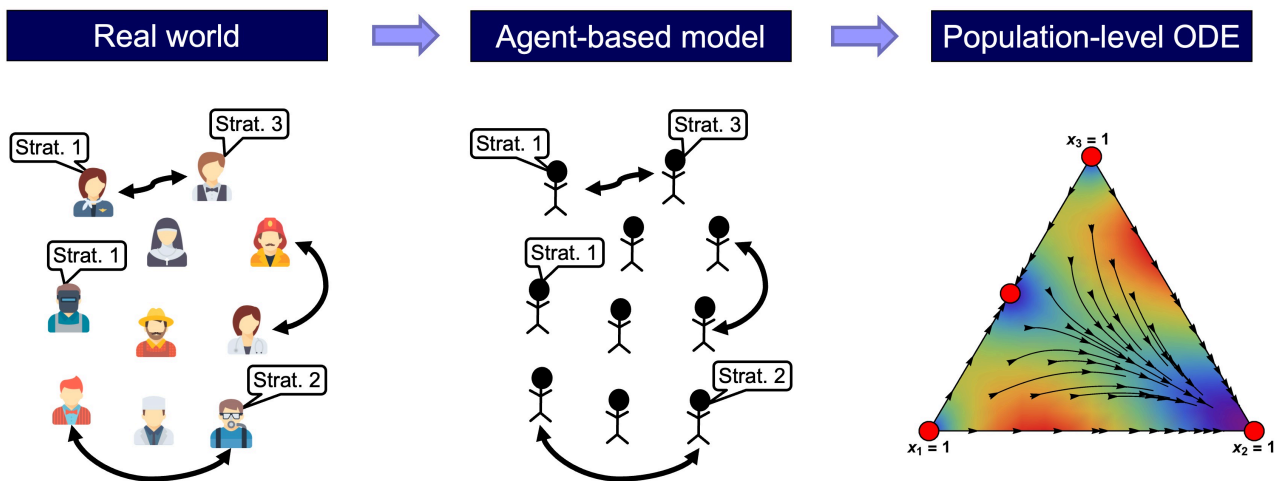 Real world
Agent-based model
Population-level ODE
Strat. 1
Strat. 3
Strat. 1
Strat. 2
Strat. 1
Strat. 3
Strat. 1
Strat. 2
x₃ = 1
x₁ = 1
x₂ = 1